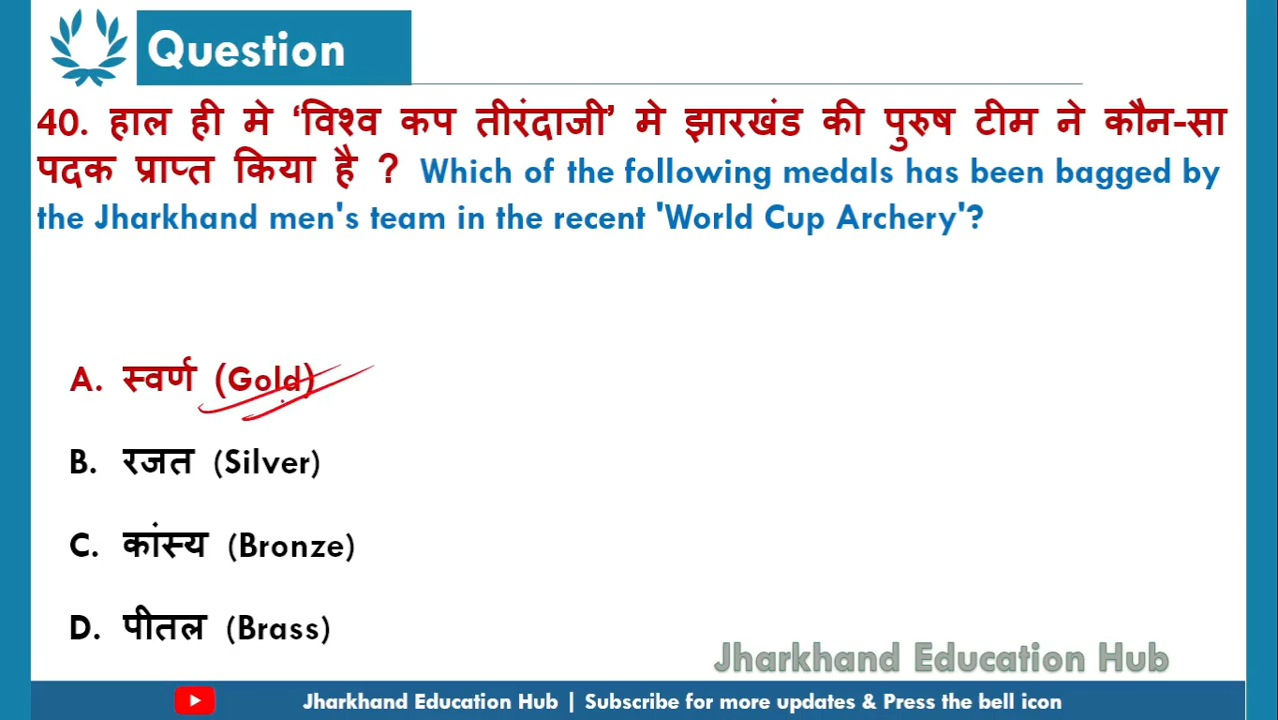 Question
40. हाल ही मे ‘विश्व कप तीरंदाजी’ मे झारखंड की पुरुष टीम ने कौन-सा
पदक प्राप्त किया है ? Which of the following medals has been bagged by
the Jharkhand men's team in the recent 'World Cup Archery'?
A. स्वर्ण (Gold)
B. रजत (Silver)
C. कांस्य (Bronze)
D. पीतल (Brass)
Jharkhand Education Hub
Jharkhand Education Hub | Subscribe for more updates & Press the bell icon